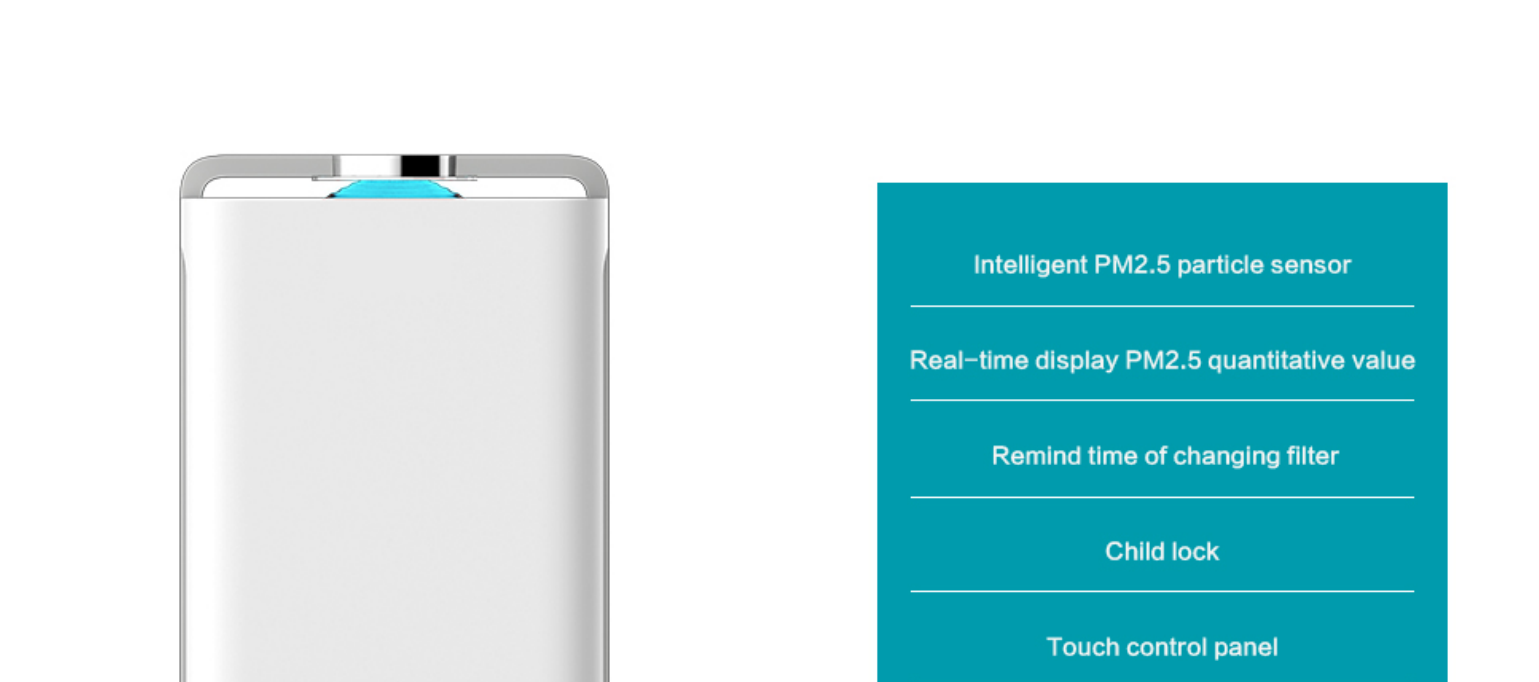 Intelligent PM2.5 particle sensor
Real-time display PM2.5 quantitative value
Remind time of changing filter
Child lock
Touch control panel